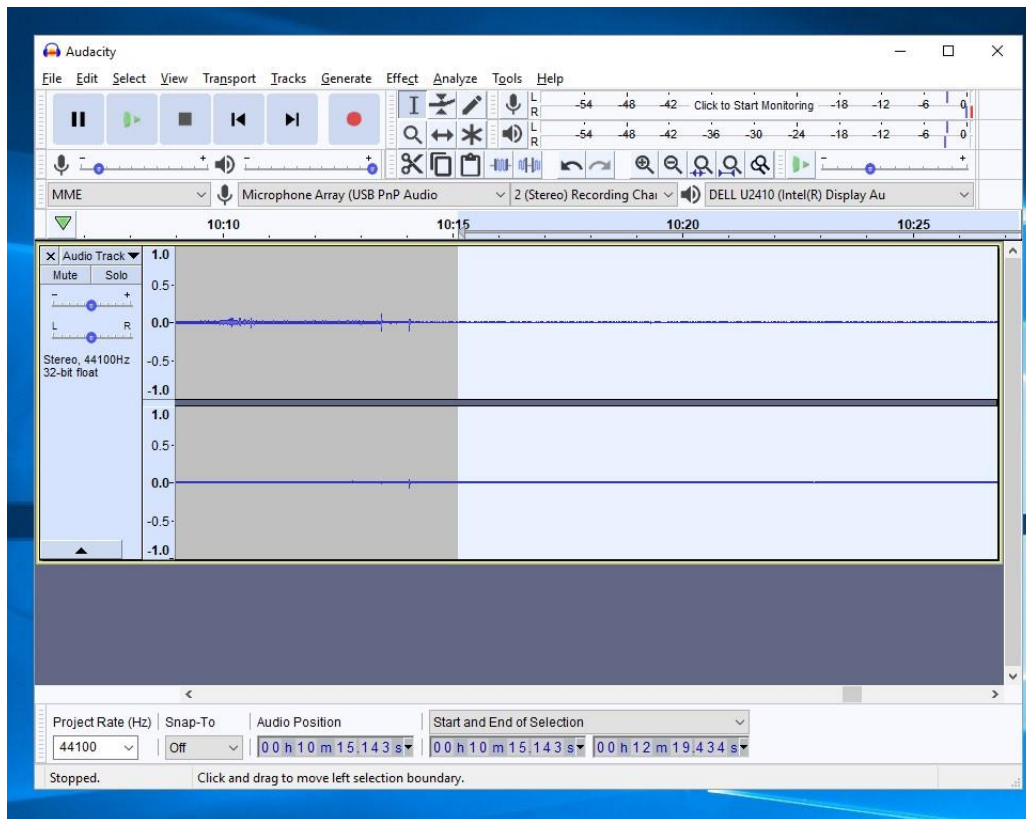 Audacity
File Edit Select View Transport Tracks Generate Effect Analyze Tools Help
L R -54 -48 -42 Click to Start Monitoring -18 -12 -6 0
L R -54 -48 -42 -36 -30 -24 -18 -12 -6 0
- + - + - +
MME Microphone Array (USB PnP Audio 2 (Stereo) Recording Chai DELL U2410 (Intel(R) Display Au
10:10 10:15 10:20 10:25
X Audio Track
Mute Solo
- +
L R
Stereo, 44100Hz
32-bit float
1.0
0.5-
0.0-
-0.5-
-1.0
1.0
0.5-
0.0-
-0.5-
-1.0
Project Rate (Hz) Snap-To Audio Position Start and End of Selection
44100 Off 00 h 10 m 15.143 s 00 h 10 m 15.143 s 00 h 12 m 19.434 s
Stopped. Click and drag to move left selection boundary.